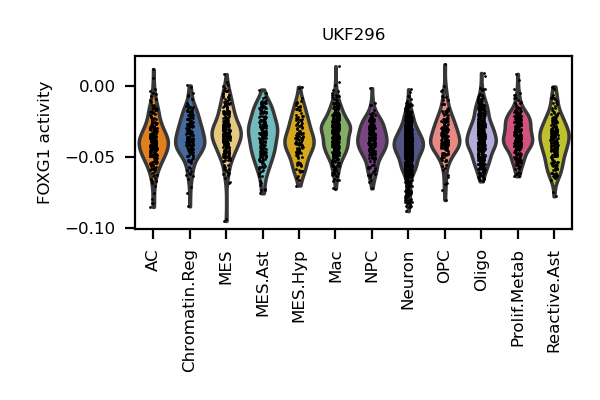 UKF296
FOXG1 activity
0.00
−0.05
−0.10
AC
Chromatin.Reg
MES
MES.Ast
MES.Hyp
Mac
NPC
Neuron
OPC
Oligo
Prolif.Metab
Reactive.Ast